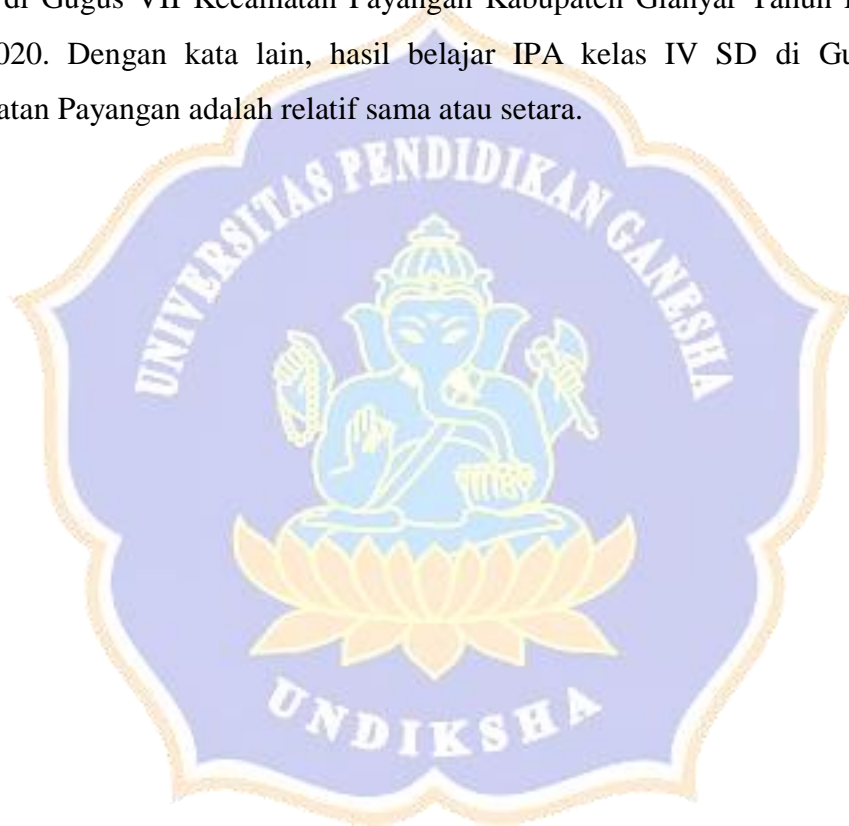 di Gugus VII Kecamatan Payangan Kabupaten Gianyar Tahun
020. Dengan kata lain, hasil belajar IPA kelas IV SD di Gu
atan Payangan adalah relatif sama atau setara.
UNIVERSITAS PENDIDIKAN GANESHA
UNDIKSHA